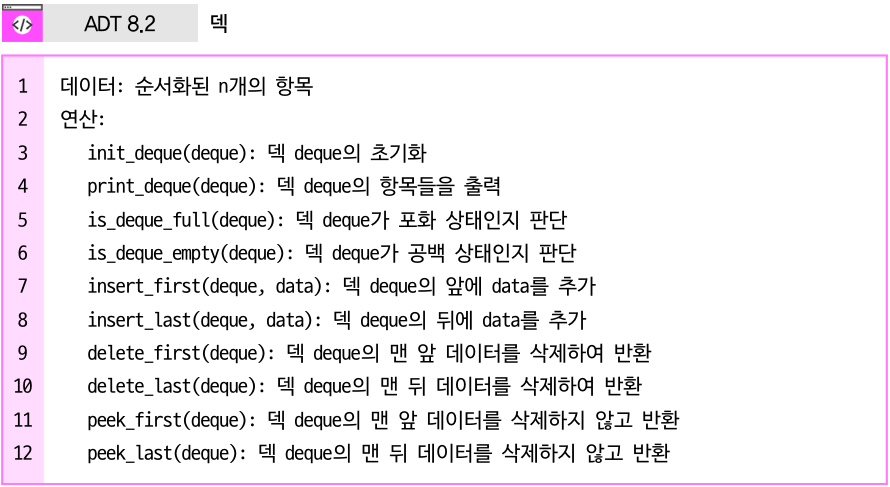 </> ADT 8.2 덱
1 데이터: 순서화된 n개의 항목
2 연산:
3 init_deque(deque): 덱 deque의 초기화
4 print_deque(deque): 덱 deque의 항목들을 출력
5 is_deque_full(deque): 덱 deque가 포화 상태인지 판단
6 is_deque_empty(deque): 덱 deque가 공백 상태인지 판단
7 insert_first(deque, data): 덱 deque의 앞에 data를 추가
8 insert_last(deque, data): 덱 deque의 뒤에 data를 추가
9 delete_first(deque): 덱 deque의 맨 앞 데이터를 삭제하여 반환
10 delete_last(deque): 덱 deque의 맨 뒤 데이터를 삭제하여 반환
11 peek_first(deque): 덱 deque의 맨 앞 데이터를 삭제하지 않고 반환
12 peek_last(deque): 덱 deque의 맨 뒤 데이터를 삭제하지 않고 반환